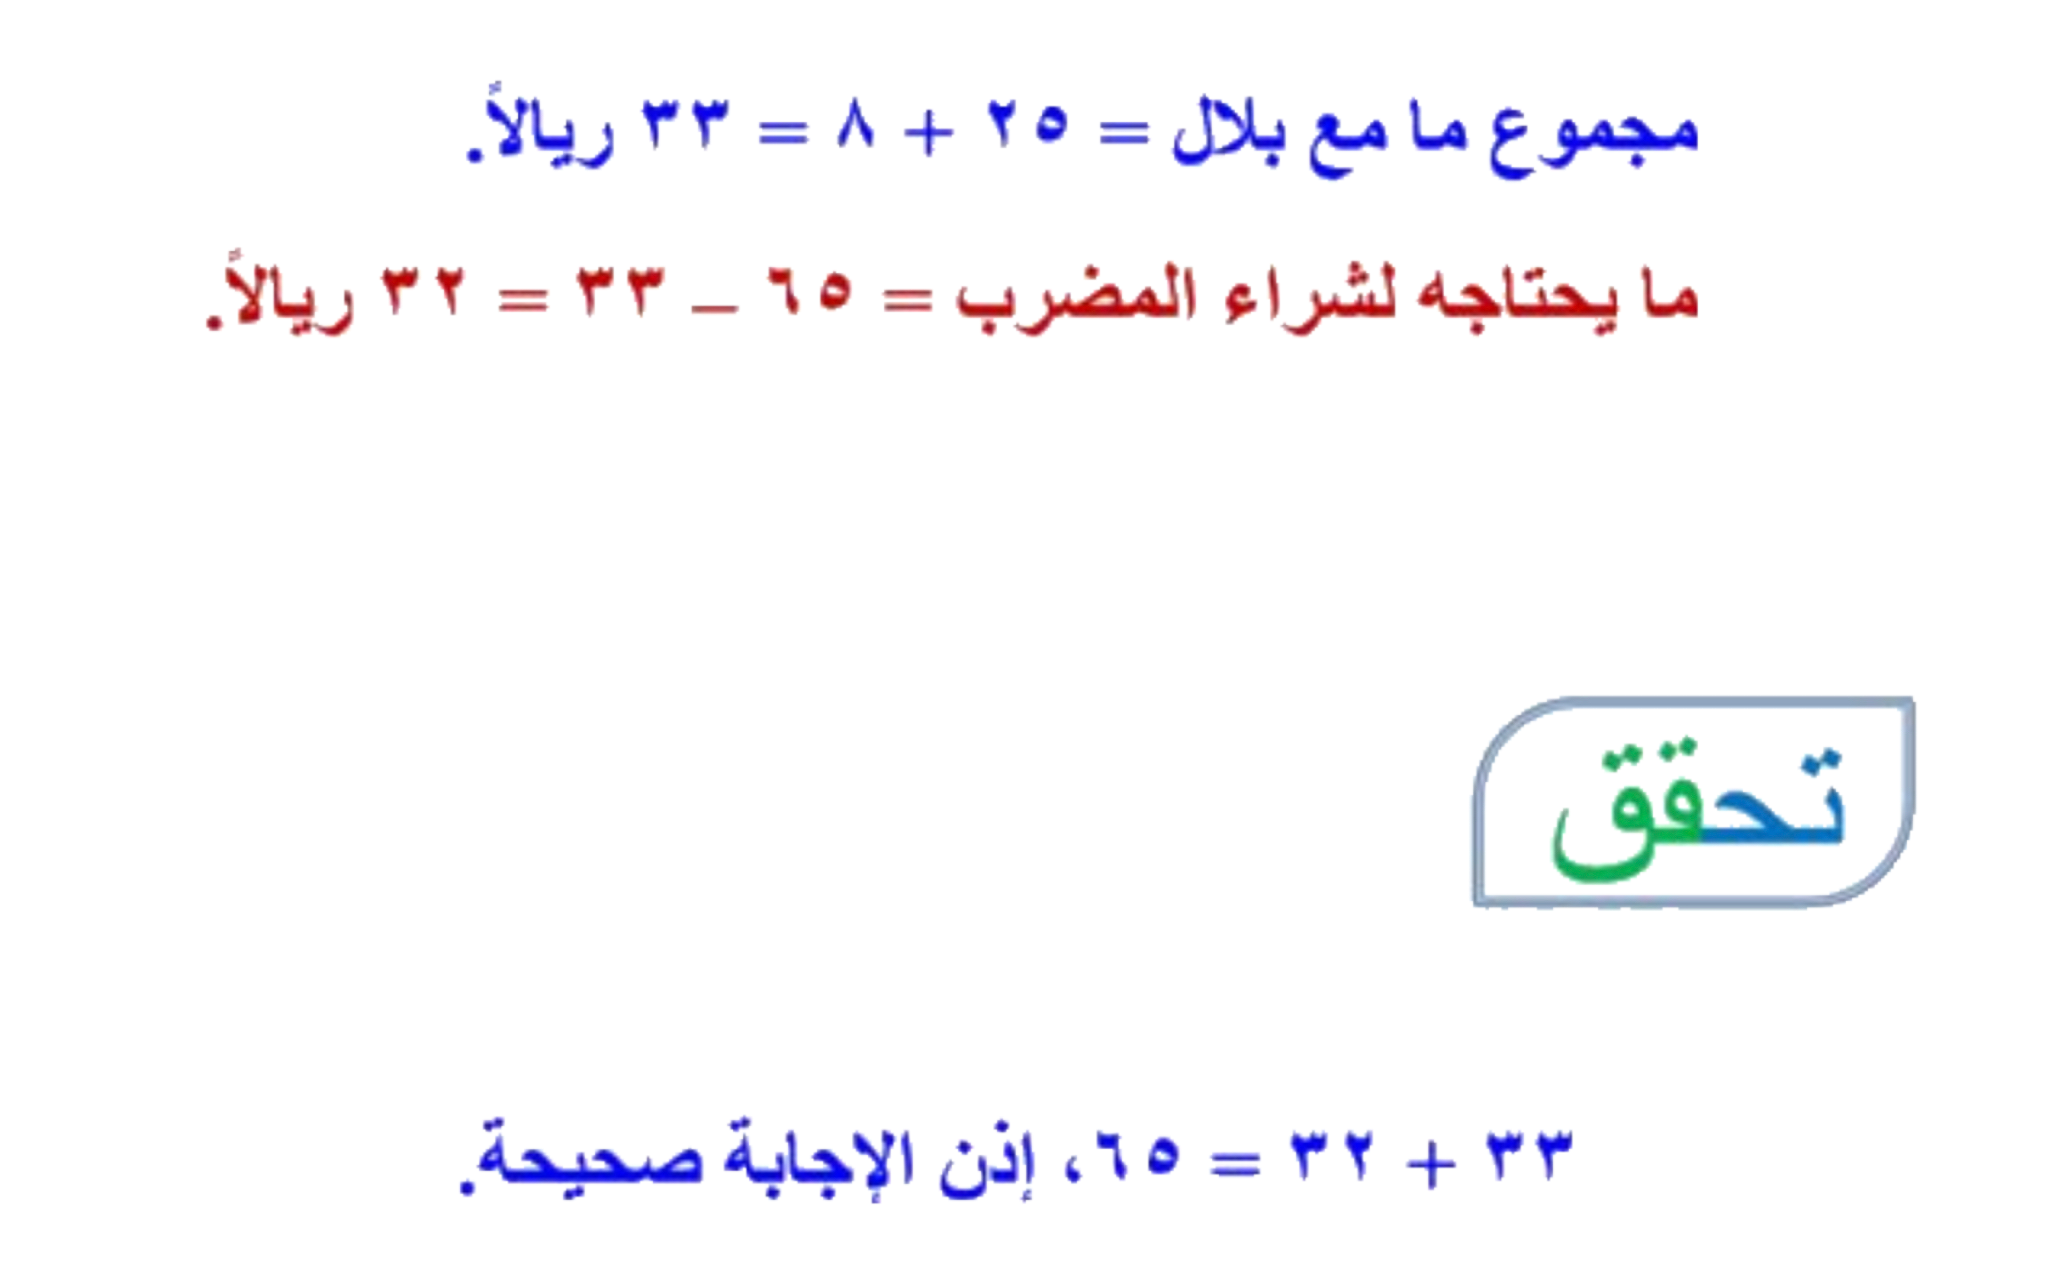 مجموع ما مع بلال = ٢٥ + ٨ = ٣٣ ريالاً.
ما يحتاجه لشراء المضرب = ٦٥ – ٣٣ = ٣٢ ريالاً.
تحقق
٣٣ + ٣٢ = ٦٥، إذن الإجابة صحيحة.